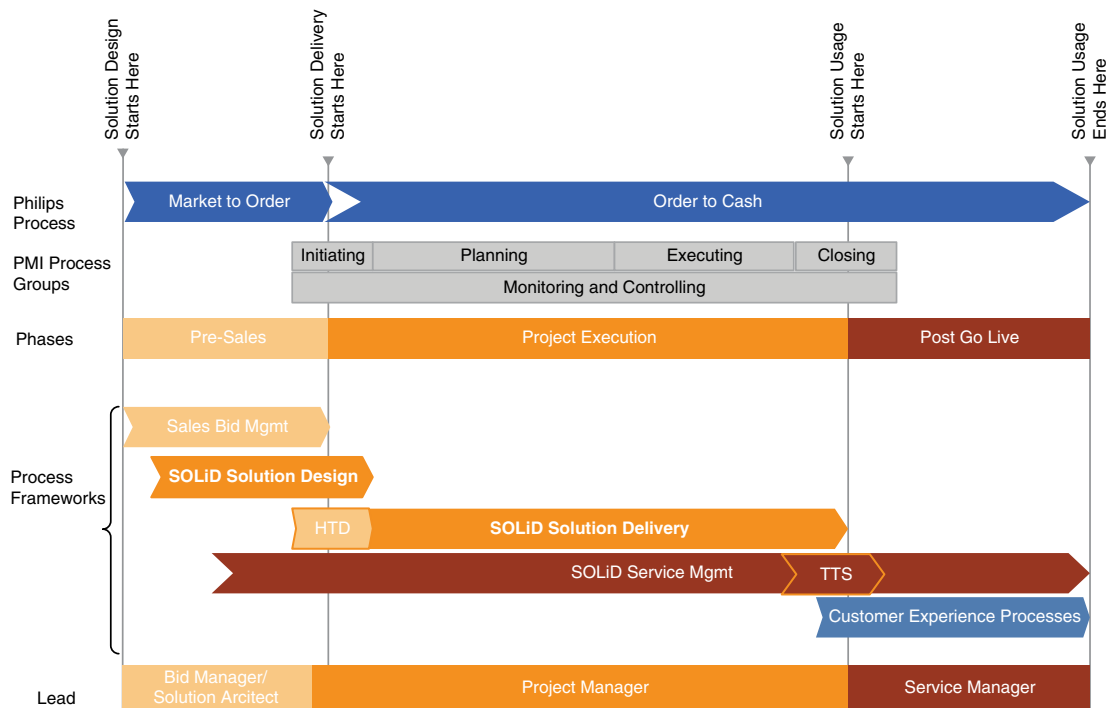 Solution Design
Starts Here
Solution Delivery
Starts Here
Solution Usage
Starts Here
Solution Usage
Ends Here
Philips
Process
Market to Order
Order to Cash
PMI Process
Groups
Initiating
Planning
Executing
Closing
Monitoring and Controlling
Phases
Pre-Sales
Project Execution
Post Go Live
Process
Frameworks
Sales Bid Mgmt
SOLiD Solution Design
HTD
SOLiD Solution Delivery
SOLiD Service Mgmt
TTS
Customer Experience Processes
Lead
Bid Manager/
Solution Arcitect
Project Manager
Service Manager